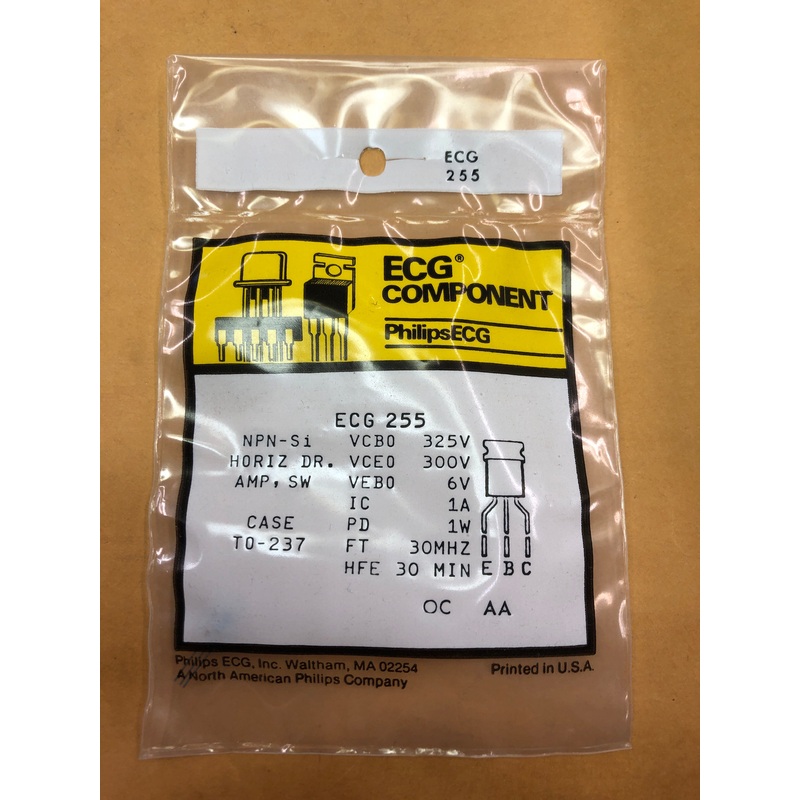 ECG
255
ECG®
COMPONENT
PhilipsECG
ECG 255
NPN-Si VCBO 325V
HORIZ DR. VCEO 300V
AMP, SW VEBO 6V
IC 1A
CASE PD 1W
TO-237 FT 30MHZ
HFE 30 MIN E B C
OC AA
Philips ECG, Inc. Waltham, MA 02254
A North American Philips Company
Printed in U.S.A.